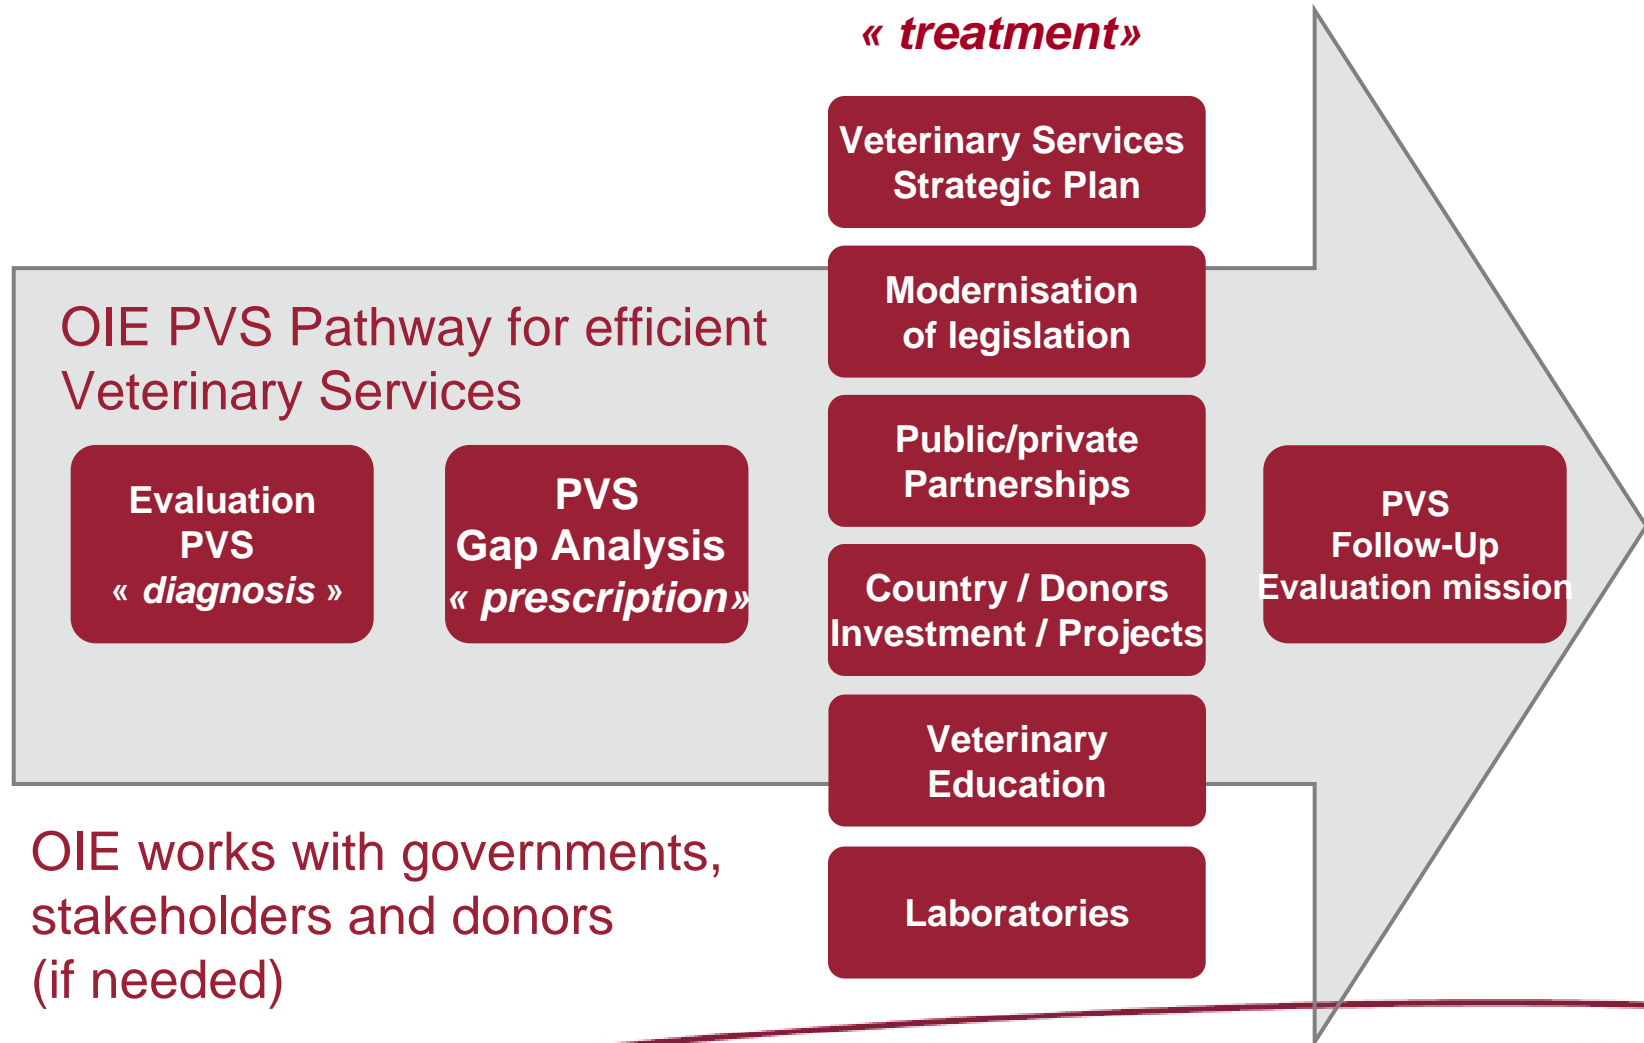 « treatment»
Veterinary Services
Strategic Plan
Modernisation
of legislation
OIE PVS Pathway for efficient
Veterinary Services
Public/private
Partnerships
Evaluation
PVS
« diagnosis »
PVS
Gap Analysis
« prescription»
Country / Donors
Investment / Projects
PVS
Follow-Up
Evaluation mission
Veterinary
Education
Laboratories
OIE works with governments,
stakeholders and donors
(if needed)